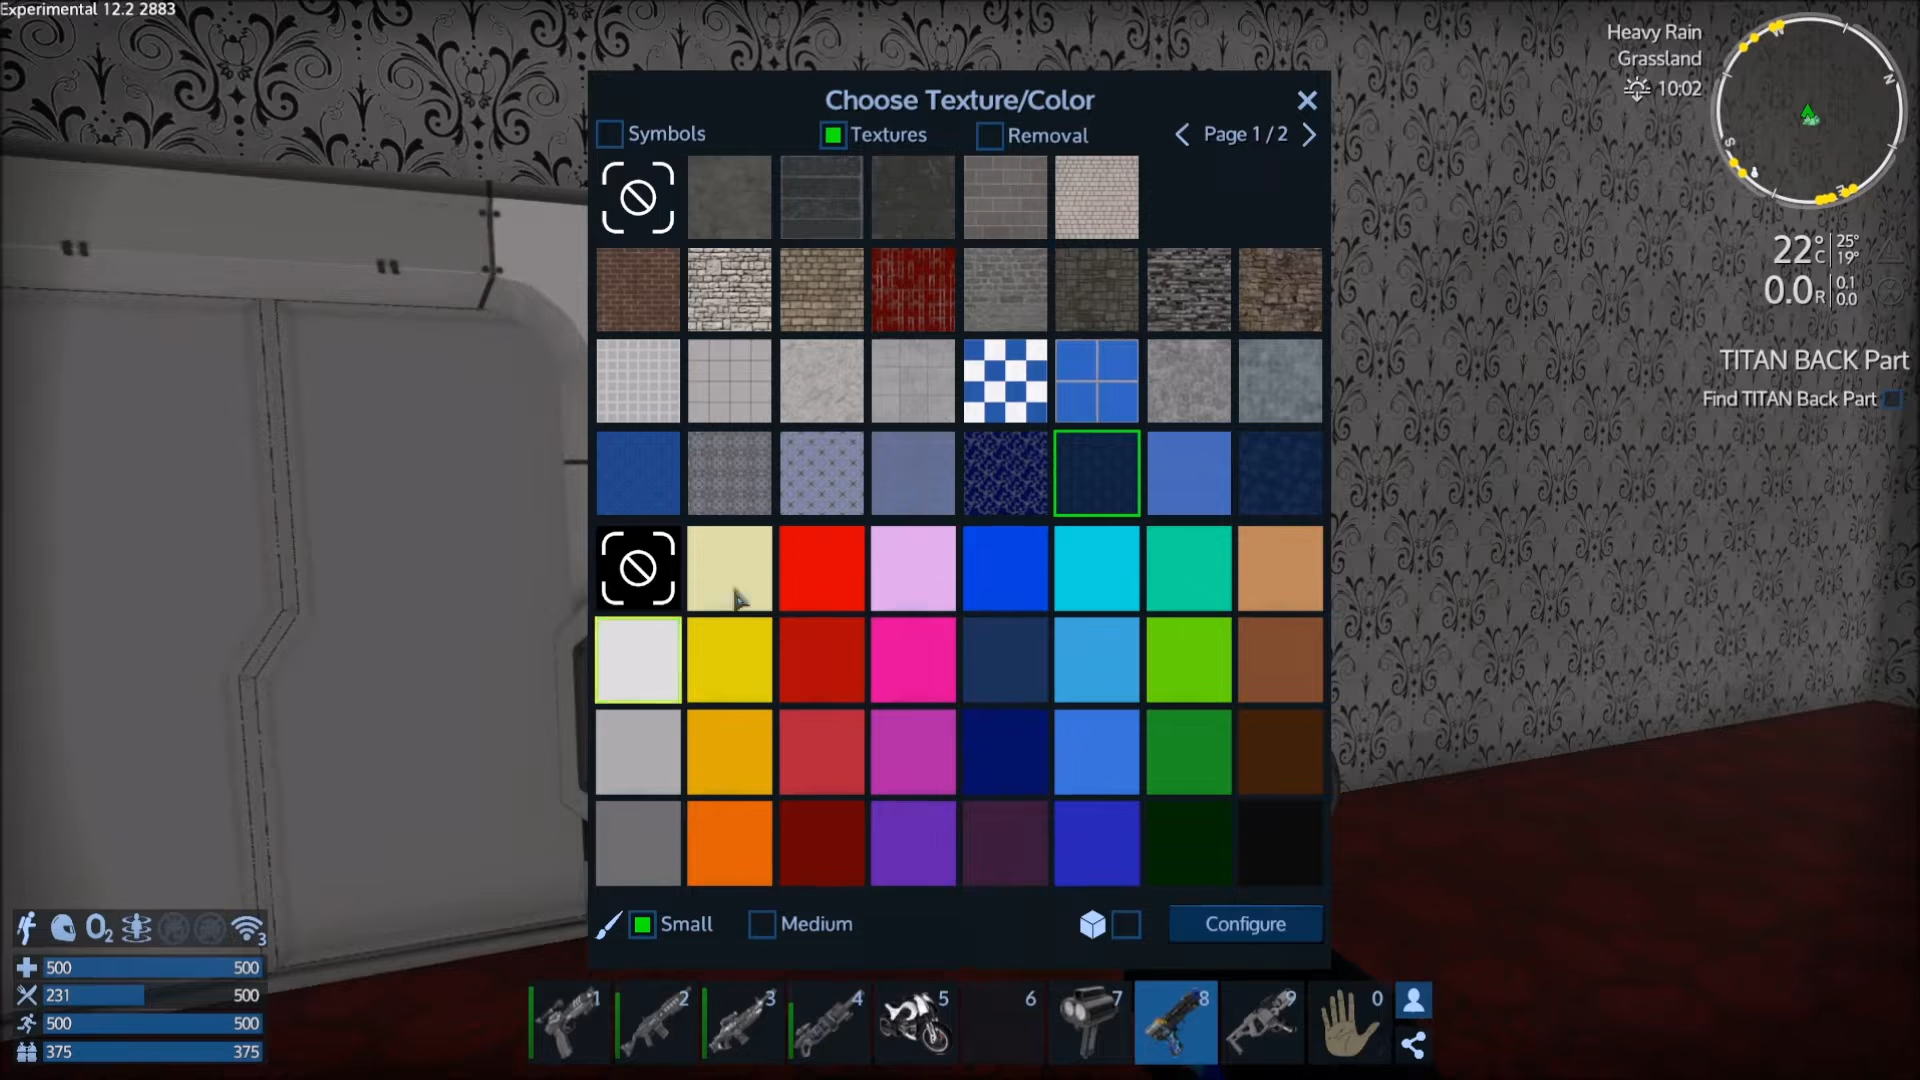 Experimental 12.2 2883
Heavy Rain
Grassland
10:02
N
S
E
22°C 25° 19°
0.0R 0.1 0.0
TITAN BACK Part
Find TITAN Back Part
Choose Texture/Color
Symbols Textures Removal Page 1 / 2
Small Medium Configure
O2 3
500 500
231 500
500 500
375 375
1 2 3 4 5 6 7 8 9 0